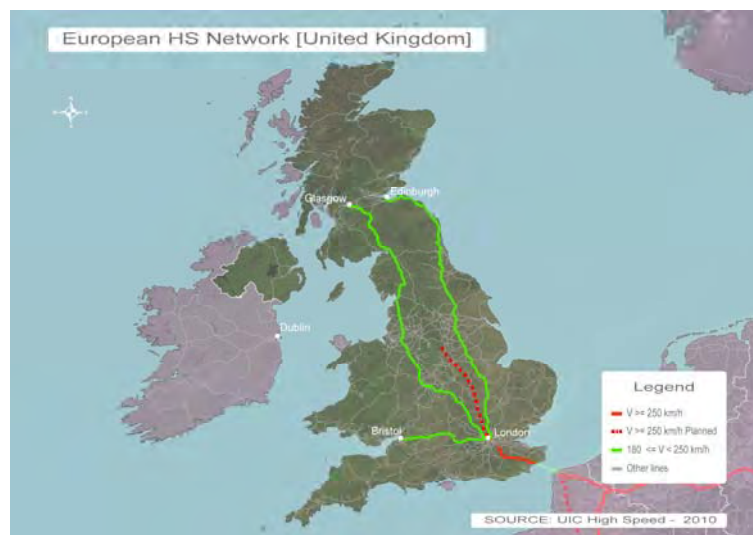 European HS Network [United Kingdom]
Glasgow
Edinburgh
Dublin
Bristol
London
Legend
V >= 250 km/h
V >= 250 km/h Planned
180 <= V < 250 km/h
Other lines
SOURCE: UIC High Speed - 2010